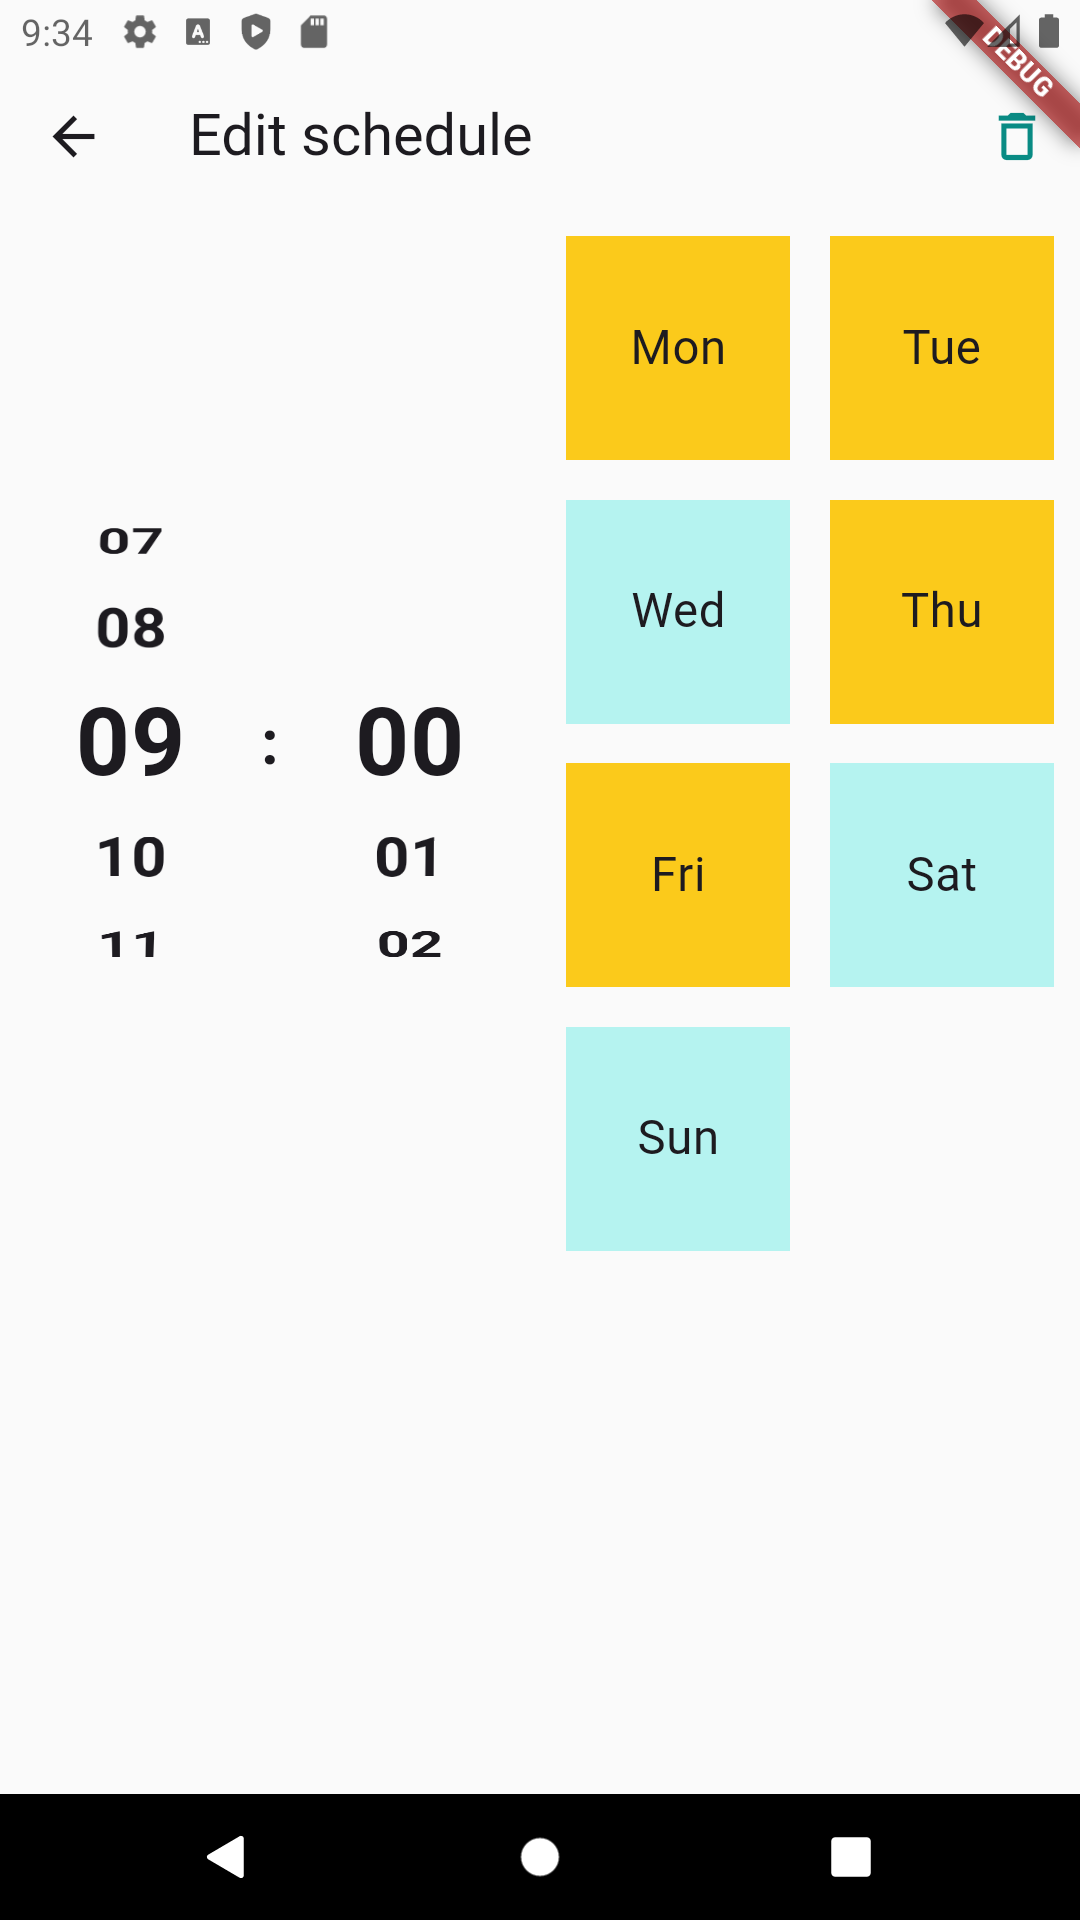 9:34
DEBUG
Edit schedule
Mon Tue
07
08
Wed Thu
09 : 00
10 01
Fri Sat
11 02
Sun